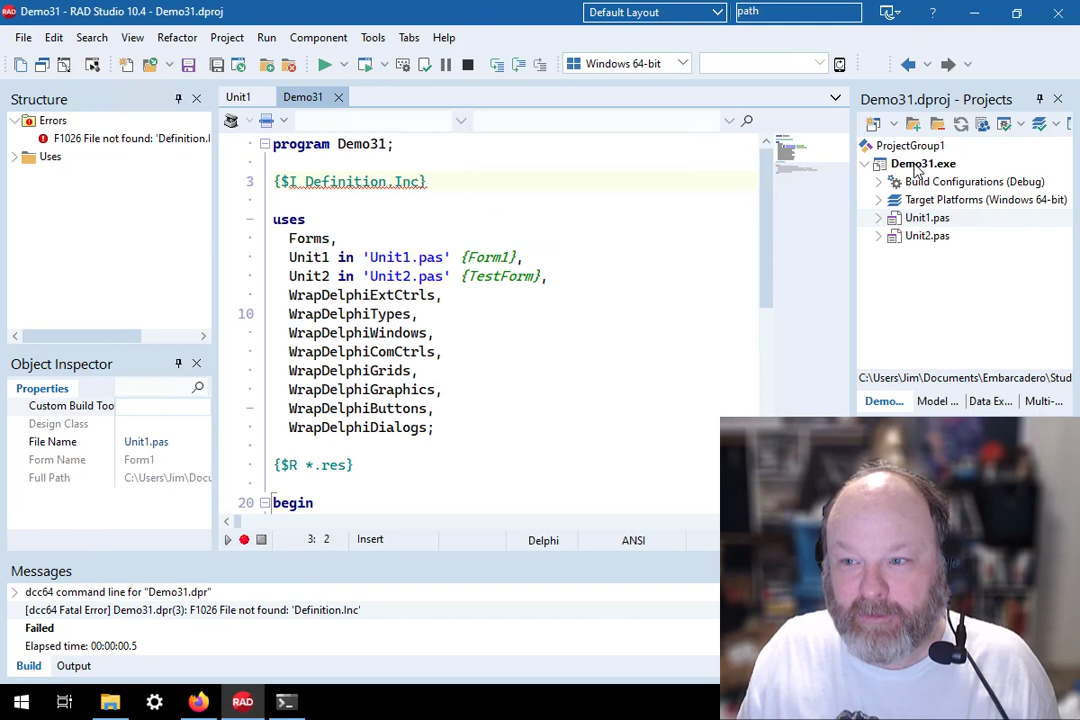 RAD Demo31 - RAD Studio 10.4 - Demo31.dproj
Default Layout
path
?
File Edit Search View Refactor Project Run Component Tools Tabs Help
Windows 64-bit
Structure
Errors
F1026 File not found: 'Definition.I
Uses
Object Inspector
Properties
Custom Build Too
Design Class
File Name Unit1.pas
Form Name Form1
Full Path C:\Users\Jim\Docu
Unit1 Demo31
program Demo31;
3 {$I Definition.Inc}
uses
Forms,
Unit1 in 'Unit1.pas' {Form1},
Unit2 in 'Unit2.pas' {TestForm},
WrapDelphiExtCtrls,
10 WrapDelphiTypes,
WrapDelphiWindows,
WrapDelphiComCtrls,
WrapDelphiGrids,
WrapDelphiGraphics,
WrapDelphiButtons,
WrapDelphiDialogs;
{$R *.res}
20 begin
3: 2 Insert Delphi ANSI
Demo31.dproj - Projects
ProjectGroup1
Demo31.exe
Build Configurations (Debug)
Target Platforms (Windows 64-bit)
Unit1.pas
Unit2.pas
C:\Users\Jim\Documents\Embarcadero\Stud
Demo... Model ... Data Ex... Multi-...
Messages
dcc64 command line for "Demo31.dpr"
[dcc64 Fatal Error] Demo31.dpr(3): F1026 File not found: 'Definition.Inc'
Failed
Elapsed time: 00:00:00.5
Build Output
RAD